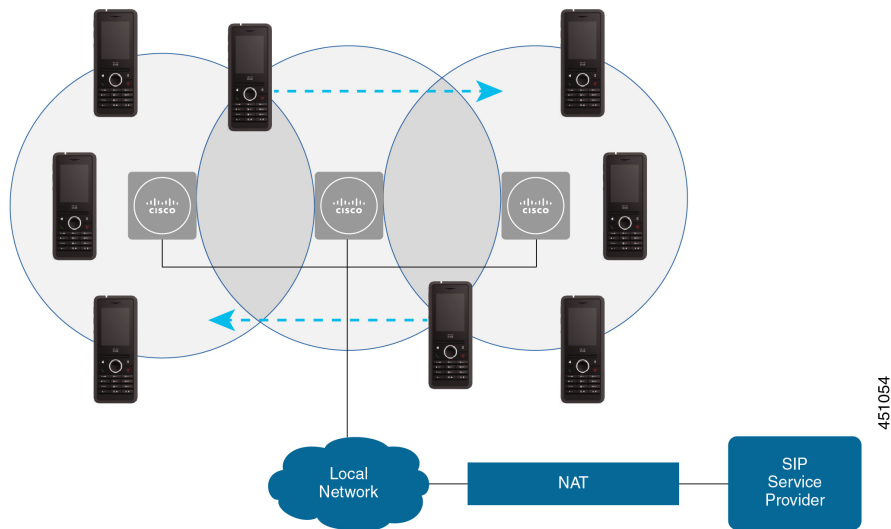 CISCO
CISCO
CISCO
Local
Network
NAT
SIP
Service
Provider
451054